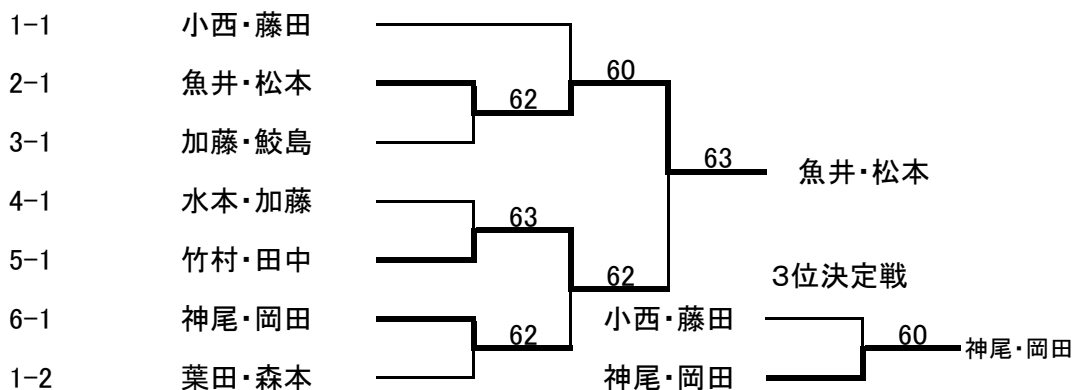 1-1 小西・藤田
60
2-1 魚井・松本
62
3-1 加藤・鮫島
63 魚井・松本
4-1 水本・加藤
63
5-1 竹村・田中
62 3位決定戦
6-1 神尾・岡田 小西・藤田
62 60 神尾・岡田
1-2 葉田・森本 神尾・岡田